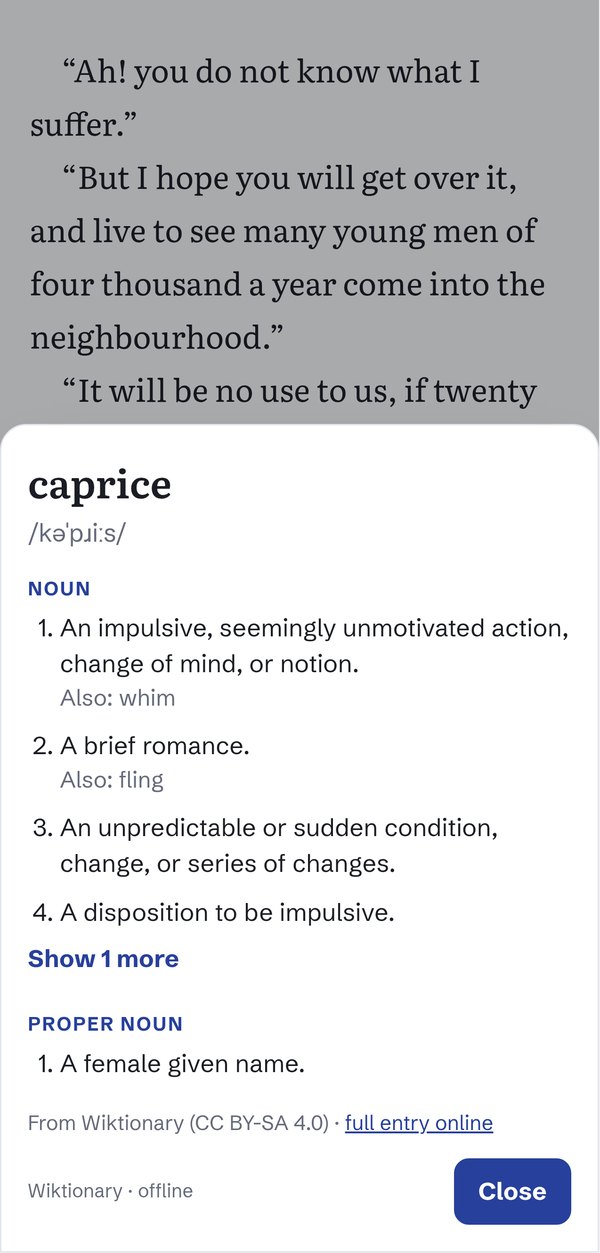 “Ah! you do not know what I
suffer.”
“But I hope you will get over it,
and live to see many young men of
four thousand a year come into the
neighbourhood.”
“It will be no use to us, if twenty
caprice
/kəˈpɹiːs/
NOUN
1. An impulsive, seemingly unmotivated action,
change of mind, or notion.
Also: whim
2. A brief romance.
Also: fling
3. An unpredictable or sudden condition,
change, or series of changes.
4. A disposition to be impulsive.
Show 1 more
PROPER NOUN
1. A female given name.
From Wiktionary (CC BY-SA 4.0) · full entry online
Wiktionary · offline
Close